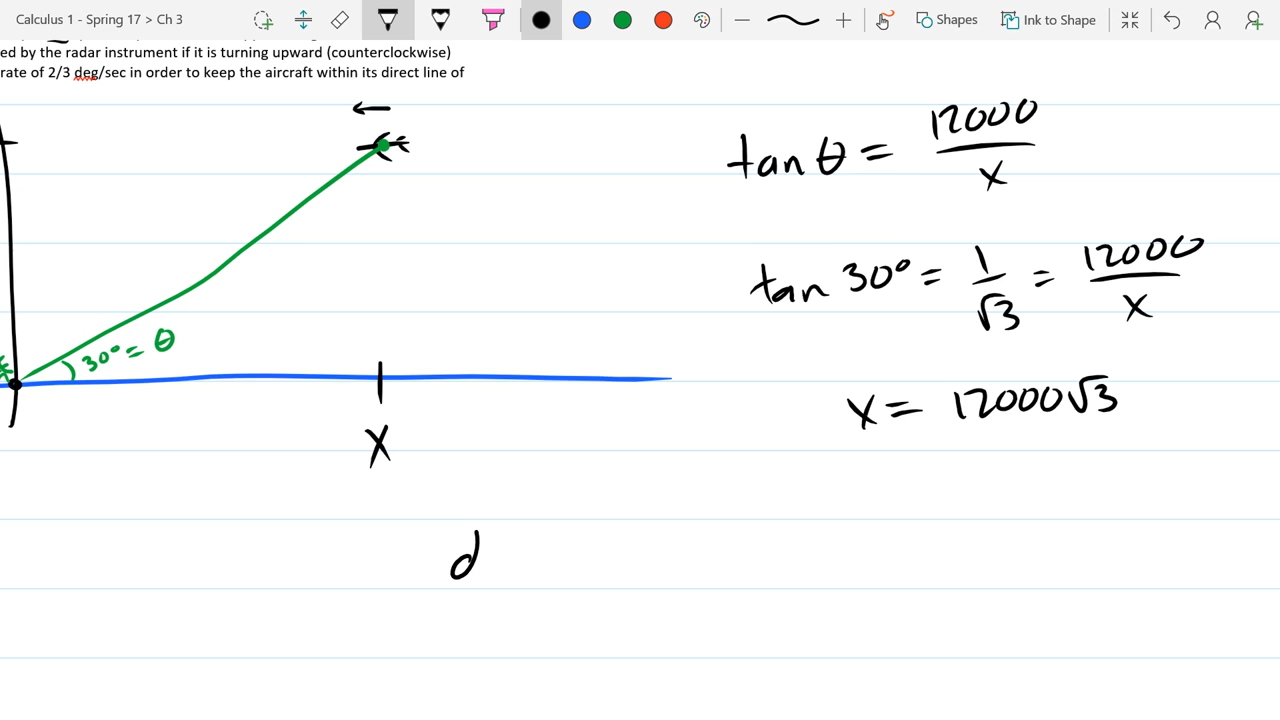 Calculus 1 - Spring 17 > Ch 3
Shapes
Ink to Shape
ed by the radar instrument if it is turning upward (counterclockwise)
rate of 2/3 deg/sec in order to keep the aircraft within its direct line of
tan θ = 12000 / x
tan 30° = 1 / √3 = 12000 / x
30° = θ
x = 12000√3
x
d